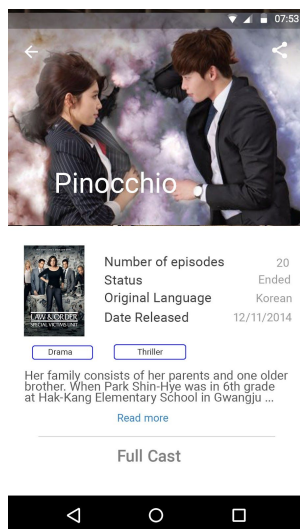 07:53
Pinocchio
Number of episodes 20
Status Ended
Original Language Korean
Date Released 12/11/2014
LAW & ORDER
SPECIAL VICTIMS UNIT
Drama Thriller
Her family consists of her parents and one older
brother. When Park Shin-Hye was in 6th grade
at Hak-Kang Elementary School in Gwangju ...
Read more
Full Cast